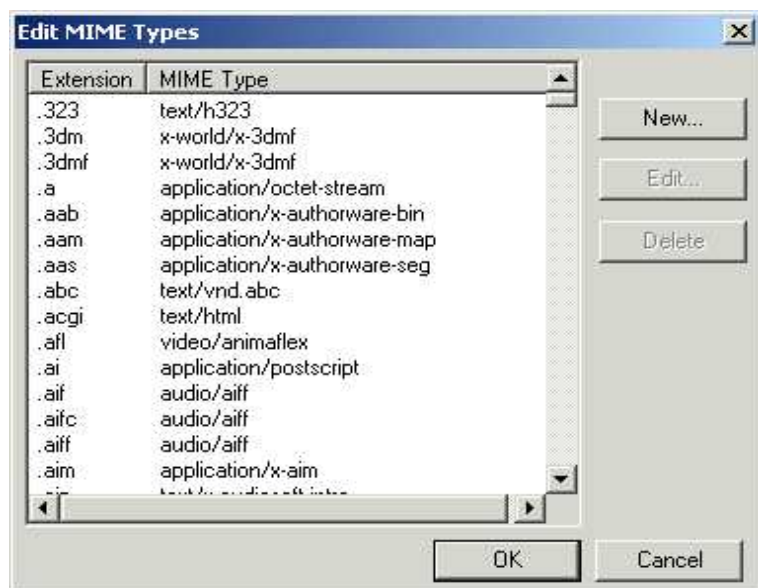 Edit MIME Types
Extension MIME Type
.323 text/h323
.3dm x-world/x-3dmf
.3dmf x-world/x-3dmf
.a application/octet-stream
.aab application/x-authorware-bin
.aam application/x-authorware-map
.aas application/x-authorware-seg
.abc text/vnd.abc
.acgi text/html
.afl video/animaflex
.ai application/postscript
.aif audio/aiff
.aifc audio/aiff
.aiff audio/aiff
.aim application/x-aim
New...
Edit...
Delete
OK Cancel